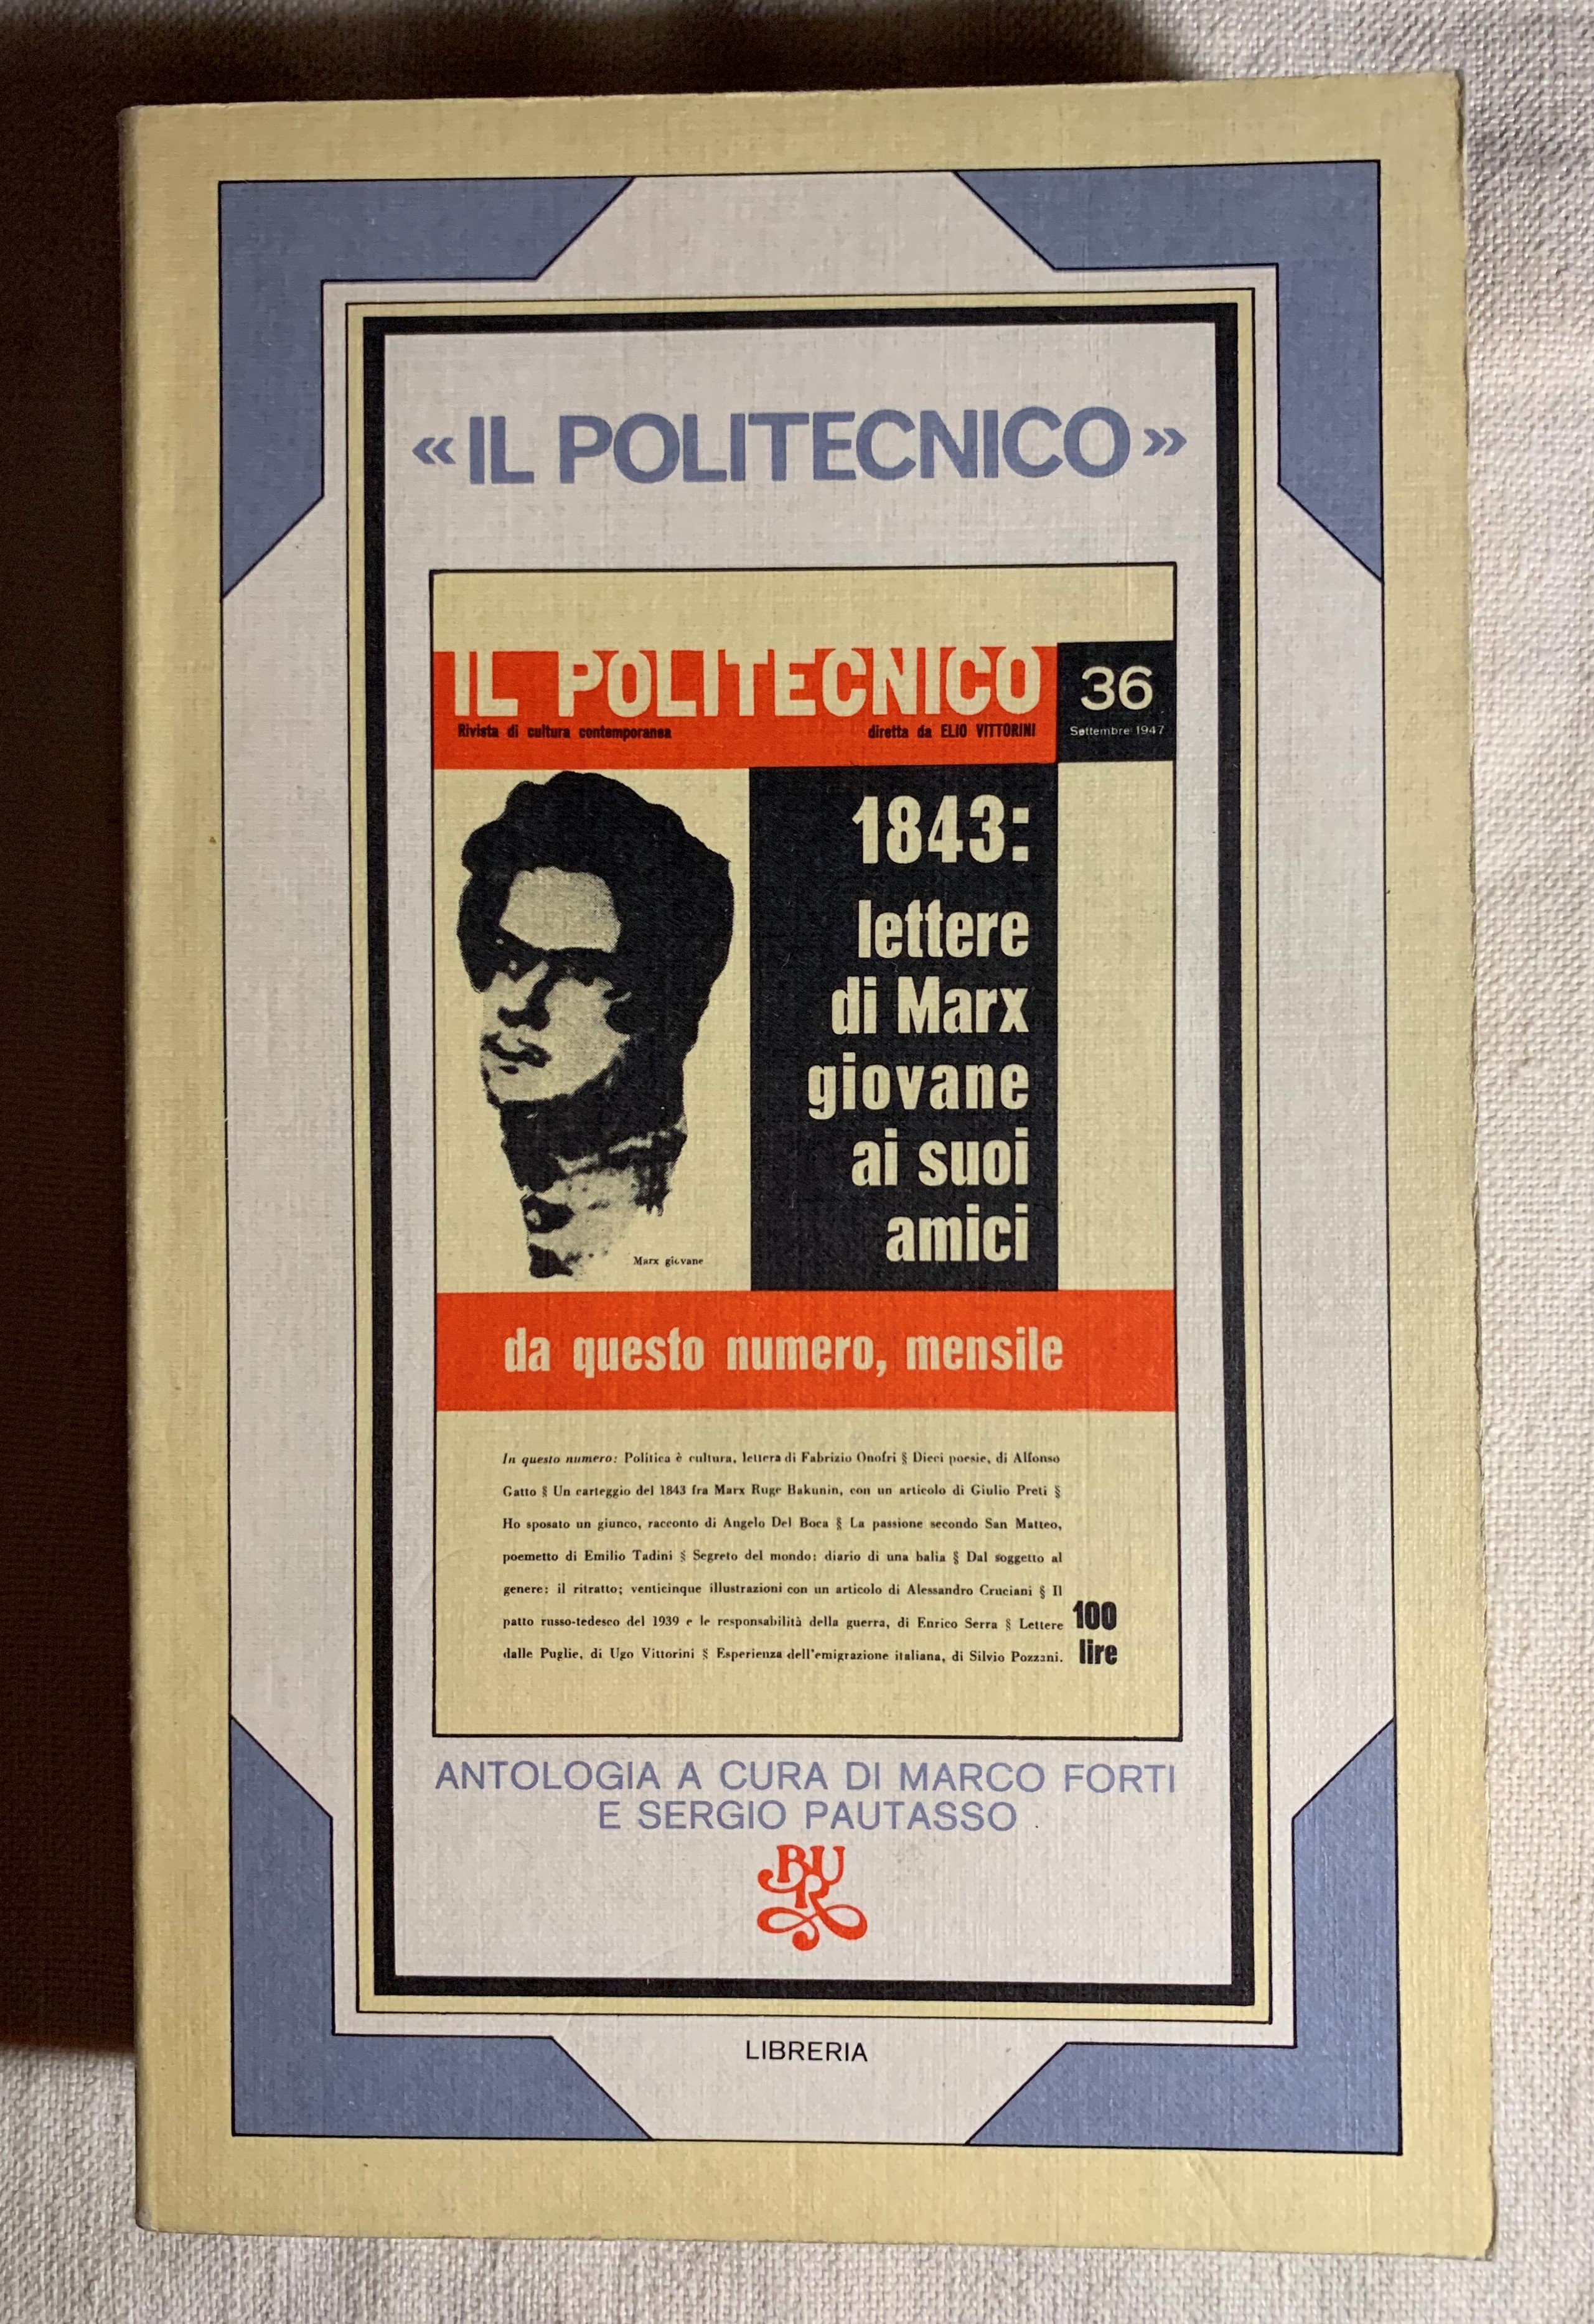 «IL POLITECNICO»
IL POLITECNICO
Rivista di cultura contemporanea
diretta da ELIO VITTORINI
36
Settembre 1947
1843:
lettere
di Marx
giovane
ai suoi
amici
Marx giovane
da questo numero, mensile
In questo numero: Politica è cultura, lettera di Fabrizio Onofri § Dieci poesie, di Alfonso
Gatto § Un carteggio del 1843 fra Marx Ruge Bakunin, con un articolo di Giulio Preti §
Ho sposato un giunco, racconto di Angelo Del Boca § La passione secondo San Matteo,
poemetto di Emilio Tadini § Segreto del mondo: diario di una balia § Dal soggetto al
genere: il ritratto; venticinque illustrazioni con un articolo di Alessandro Cruciani § Il
patto russo-tedesco del 1939 e le responsabilità della guerra, di Enrico Serra § Lettere
dalle Puglie, di Ugo Vittorini § Esperienza dell'emigrazione italiana, di Silvio Pozzani.
100
lire
ANTOLOGIA A CURA DI MARCO FORTI
E SERGIO PAUTASSO
BUR
LIBRERIA